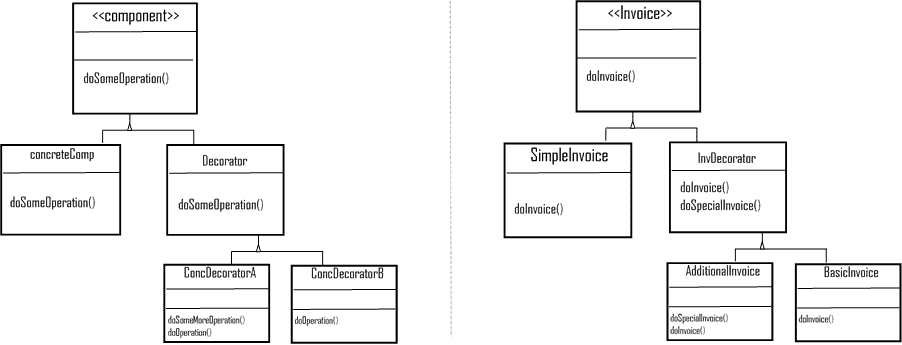 <<component>>
doSomeOperation()
concreteComp
doSomeOperation()
Decorator
doSomeOperation()
ConcDecoratorA
doSomeMoreOperation()
doOperation()
ConcDecoratorB
doOperation()
<<Invoice>>
doInvoice()
SimpleInvoice
doInvoice()
InvDecorator
doInvoice()
doSpecialInvoice()
AdditionalInvoice
doSpecialInvoice()
doInvoice()
BasicInvoice
doInvoice()